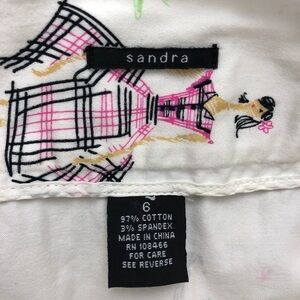 sandra
6
97% COTTON
3% SPANDEX
MADE IN CHINA
RN 108466
FOR CARE
SEE REVERSE